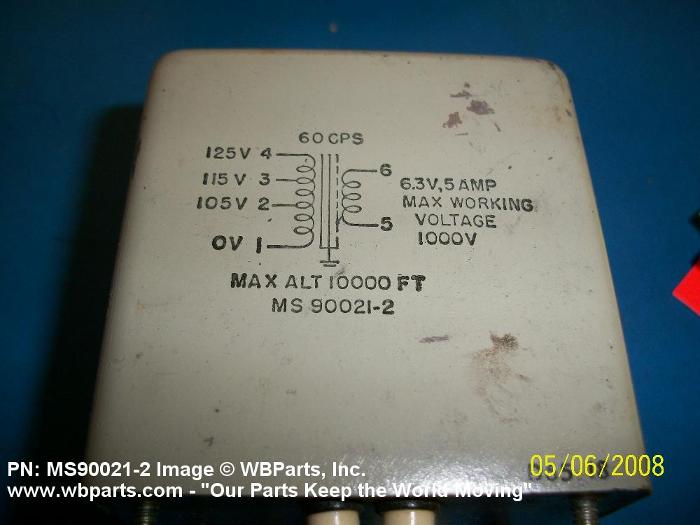 60 CPS
125V 4
115 V 3
105V 2
0V 1
6
5
6.3V, 5 AMP
MAX WORKING
VOLTAGE
1000V
MAX ALT 10000 FT
MS 90021-2
PN: MS90021-2 Image © WBParts, Inc.
05/06/2008
www.wbparts.com - "Our Parts Keep the World Moving"